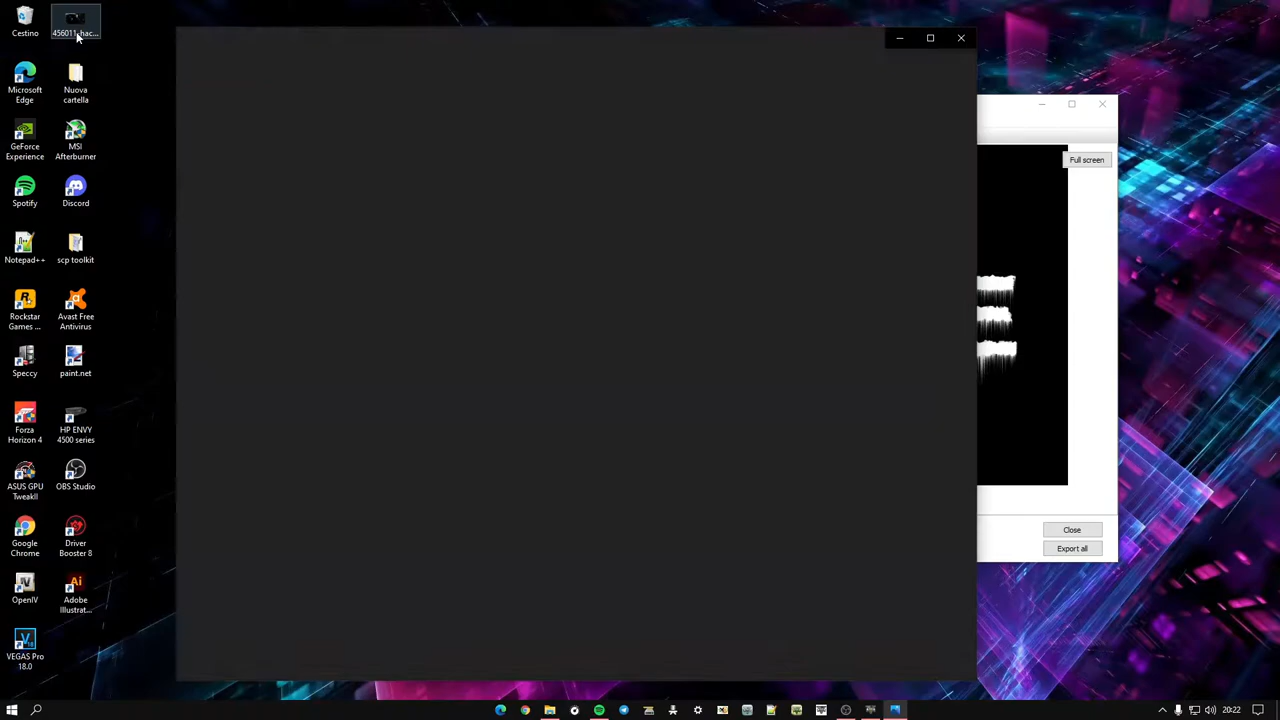 Cestino
456011-hac...
Microsoft
Edge
Nuova
cartella
GeForce
Experience
MSI
Afterburner
Spotify
Discord
Notepad++
scp toolkit
Rockstar
Games ...
Avast Free
Antivirus
Speccy
paint.net
Forza
Horizon 4
HP ENVY
4500 series
ASUS GPU
TweakII
OBS Studio
Google
Chrome
Driver
Booster 8
OpenIV
Adobe
Illustrat...
VEGAS Pro
18.0
Full screen
Close
Export all
20:22